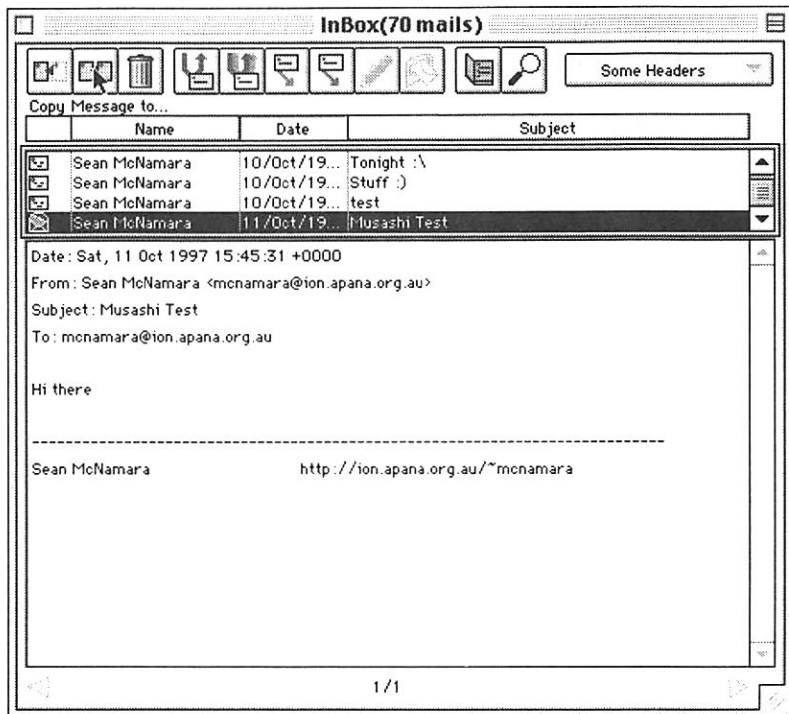 InBox(70 mails)
Some Headers
Copy Message to...
Name Date Subject
Sean McNamara 10/Oct/19... Tonight :\
Sean McNamara 10/Oct/19... Stuff :)
Sean McNamara 10/Oct/19... test
Sean McNamara 11/Oct/19... Musashi Test
Date: Sat, 11 Oct 1997 15:45:31 +0000
From: Sean McNamara <mcnamara@ion.apana.org.au>
Subject: Musashi Test
To: mcnamara@ion.apana.org.au
Hi there
--------------------------------------------------------------------------
Sean McNamara http://ion.apana.org.au/~mcnamara
1/1